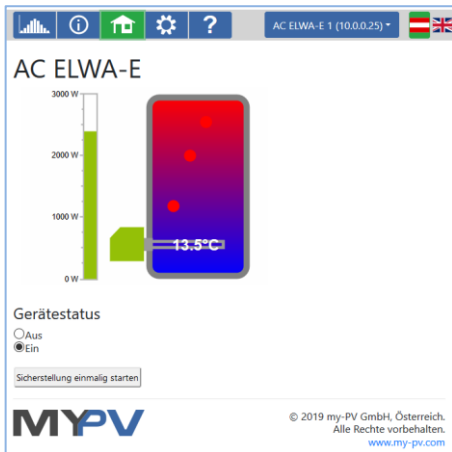 ?
AC ELWA-E 1 (10.0.0.25)
AC ELWA-E
3000 W
2000 W
1000 W
0 W
13.5°C
Gerätestatus
Aus
Ein
Sicherstellung einmalig starten
MYPV
© 2019 my-PV GmbH, Österreich.
Alle Rechte vorbehalten.
www.my-pv.com